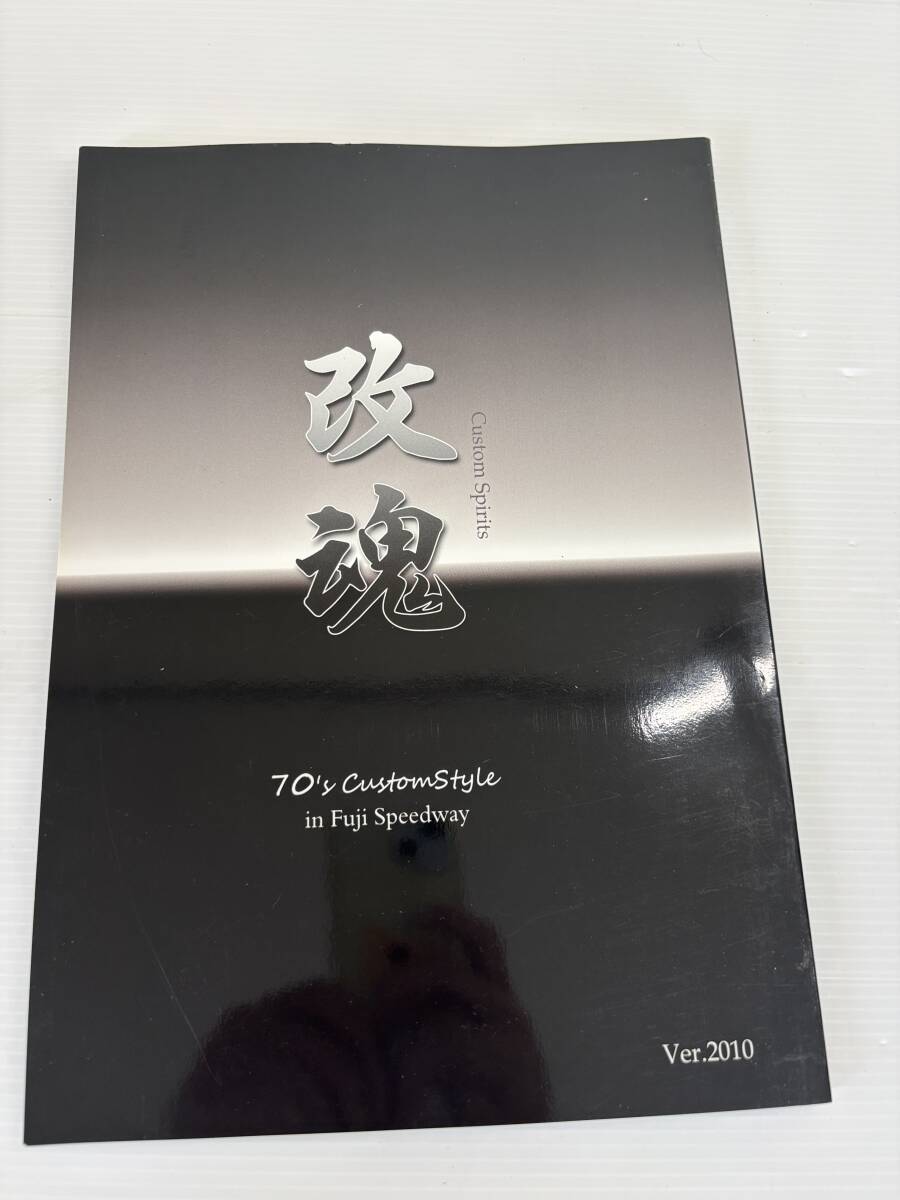 改魂
Custom Spirits
70's CustomStyle
in Fuji Speedway
Ver.2010